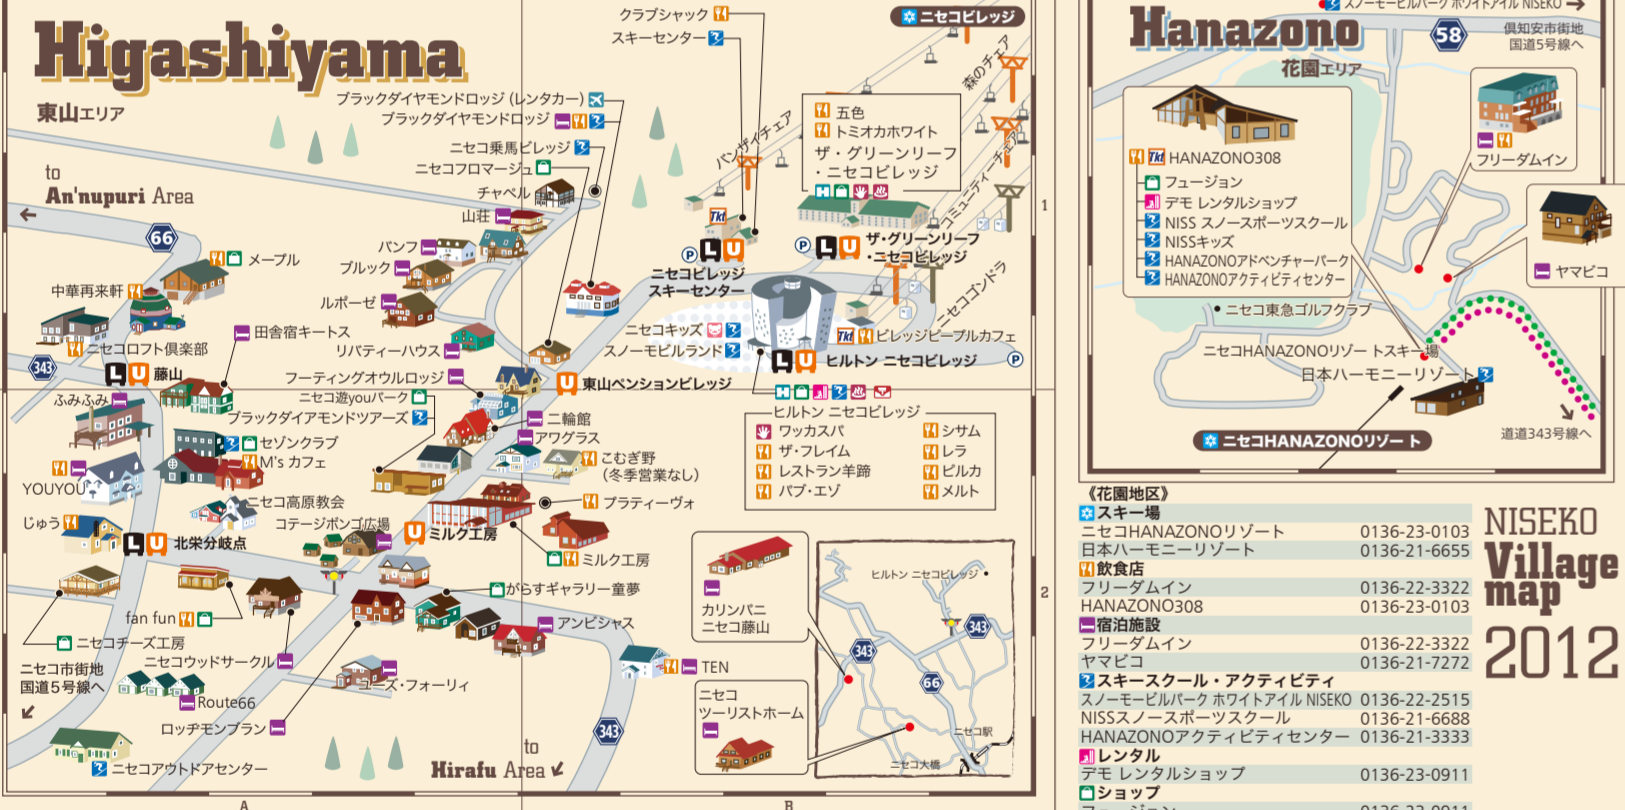 Higashiyama
東山エリア
to
An'nupuri Area
66
343
クラブシャック
スキーセンター
ニセコビレッジ
ブラックダイヤモンドロッジ (レンタカー)
ブラックダイヤモンドロッジ
ニセコ乗馬ビレッジ
ニセコフロマージュ
チャペル
山荘
バンフ
ブルック
ルポーゼ
リバティーハウス
メープル
中華再来軒
田舎宿キートス
ニセコロフト倶楽部
L U 藤山
ふみふみ
フーティングオウルロッジ
ニセコ遊youパーク
ブラックダイアモンドツアーズ
セゾンクラブ
M's カフェ
YOUYOU
ニセコ高原教会
じゅう
コテージポンゴ広場
L U 北栄分岐点
U 東山ペンションビレッジ
二輪館
アワグラス
こむぎ野
(冬季営業なし)
プラティーヴォ
U ミルク工房
ミルク工房
がらすギャラリー童夢
アンビシャス
TEN
fan fun
ニセコチーズ工房
ニセコ市街地
国道5号線へ
ニセコウッドサークル
Route66
ロッヂモンブラン
ユーズ・フォーリィ
ニセコアウトドアセンター
to
Hirafu Area
343
バンザイチェア
森のチェア
コミューティーチェア
ニセコゴンドラ
五色
トミオカホワイト
ザ・グリーンリーフ
・ニセコビレッジ
Tkt
P L U
ニセコビレッジ
スキーセンター
P L U
ザ・グリーンリーフ
・ニセコビレッジ
ニセコキッズ
スノーモビルランド
Tkt ビレッジピープルカフェ
L U ヒルトン ニセコビレッジ P
ヒルトン ニセコビレッジ
ワッカスパ
ザ・フレイム
レストラン羊蹄
バブ・エゾ
シサム
レラ
ピルカ
メルト
カリンパニ
ニセコ藤山
ニセコ
ツーリストホーム
ヒルトン ニセコビレッジ
343
343
66
ニセコ駅
ニセコ大橋
1
2
A
B
Hanazono
花園エリア
スノーモービルパーク ホワイトアイル NISEKO
58
倶知安市街地
国道5号線へ
Tkt HANAZONO308
フュージョン
デモ レンタルショップ
NISS スノースポーツスクール
NISSキッズ
HANAZONOアドベンチャーパーク
HANAZONOアクティビティセンター
フリーダムイン
ヤマビコ
ニセコ東急ゴルフクラブ
ニセコHANAZONOリゾートスキー場
日本ハーモニーリゾート
ニセコHANAZONOリゾート
道道343号線へ
《花園地区》
スキー場
ニセコHANAZONOリゾート 0136-23-0103
日本ハーモニーリゾート 0136-21-6655
飲食店
フリーダムイン 0136-22-3322
HANAZONO308 0136-23-0103
宿泊施設
フリーダムイン 0136-22-3322
ヤマビコ 0136-21-7272
スキースクール・アクティビティ
スノーモービルパーク ホワイトアイル NISEKO 0136-22-2515
NISSスノースポーツスクール 0136-21-6688
HANAZONOアクティビティセンター 0136-21-3333
レンタル
デモ レンタルショップ 0136-23-0911
ショップ
NISEKO
Village
map
2012